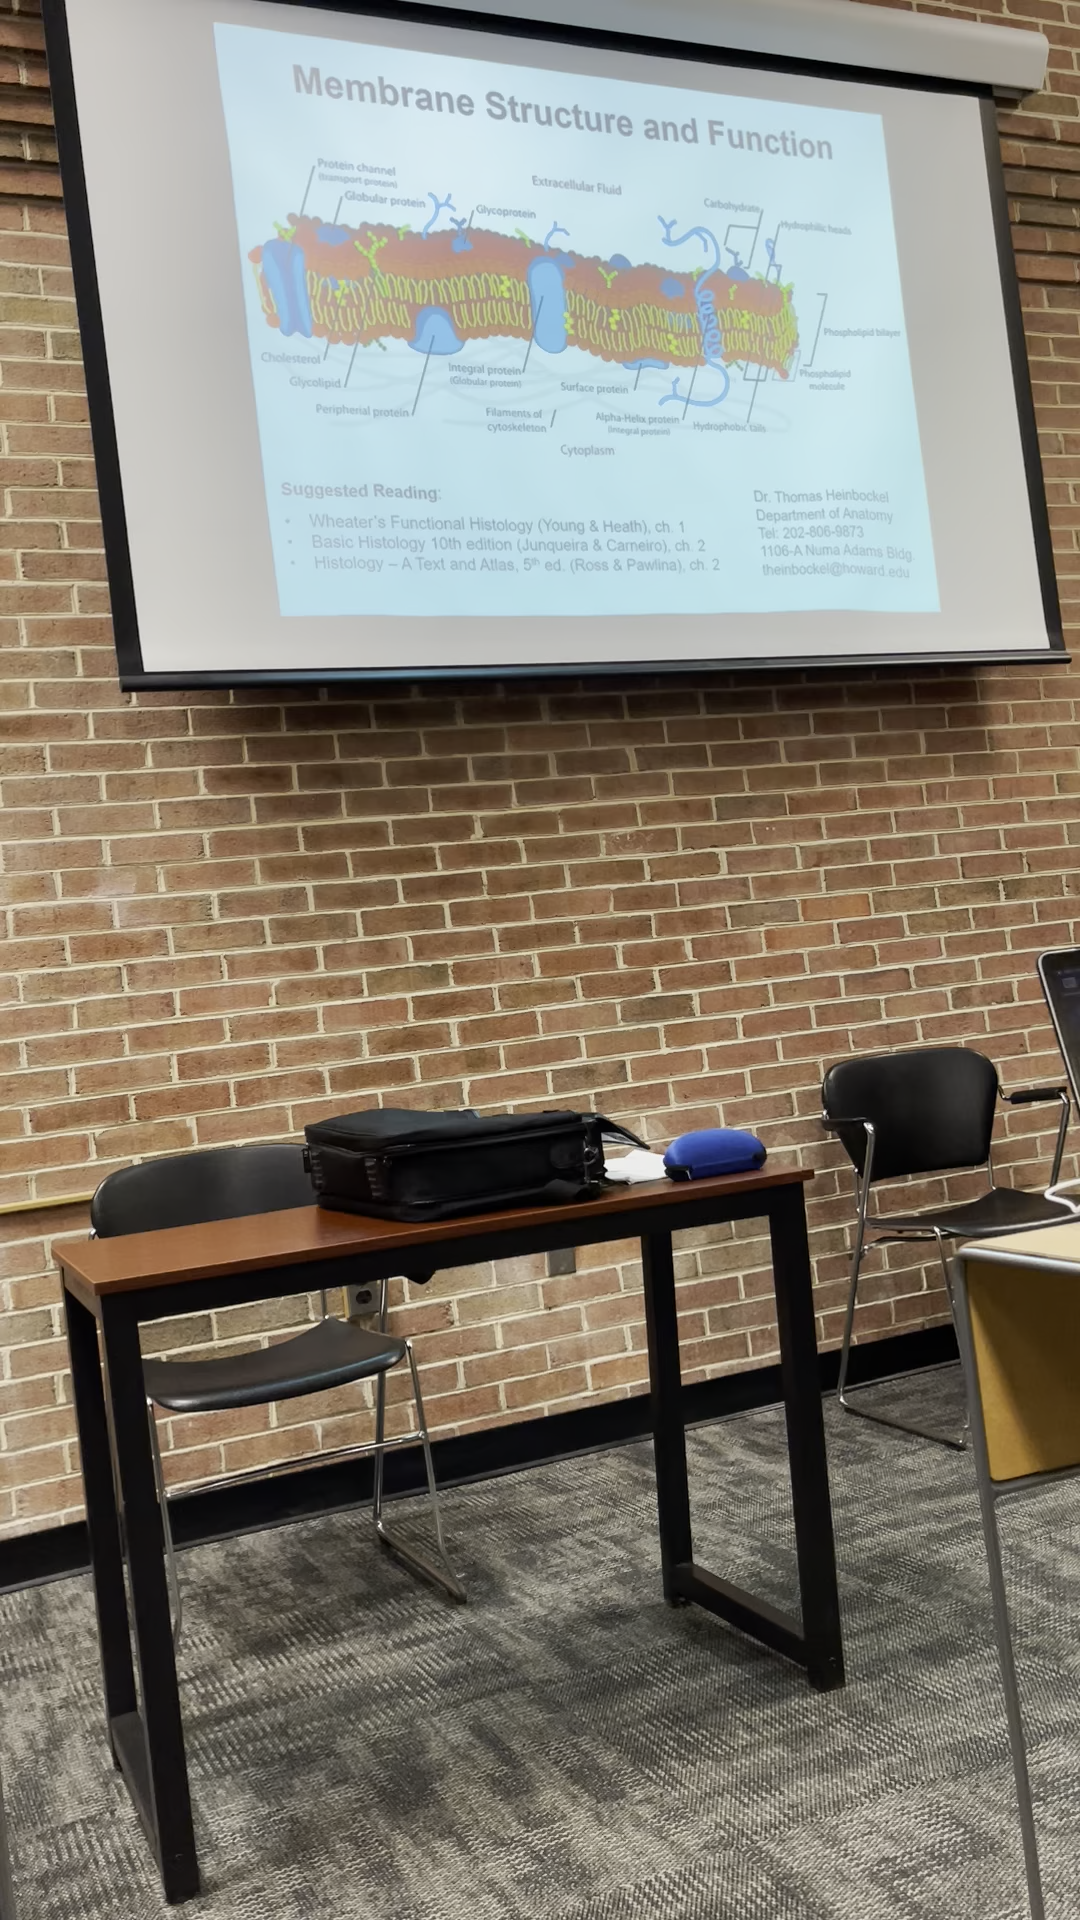 Membrane Structure and Function
Protein channel
(transport protein)
Globular protein
Glycoprotein
Extracellular Fluid
Carbohydrate
Hydrophilic heads
Phospholipid bilayer
Phospholipid
molecule
Cholesterol
Glycolipid
Peripherial protein
Integral protein
(Globular protein)
Filaments of
cytoskeleton
Surface protein
Alpha-Helix protein
(Integral protein)
Hydrophobic tails
Cytoplasm
Suggested Reading:
• Wheater's Functional Histology (Young & Heath), ch. 1
• Basic Histology 10th edition (Junqueira & Carneiro), ch. 2
• Histology – A Text and Atlas, 5th ed. (Ross & Pawlina), ch. 2
Dr. Thomas Heinbockel
Department of Anatomy
Tel: 202-806-9873
1106-A Numa Adams Bldg.
theinbockel@howard.edu